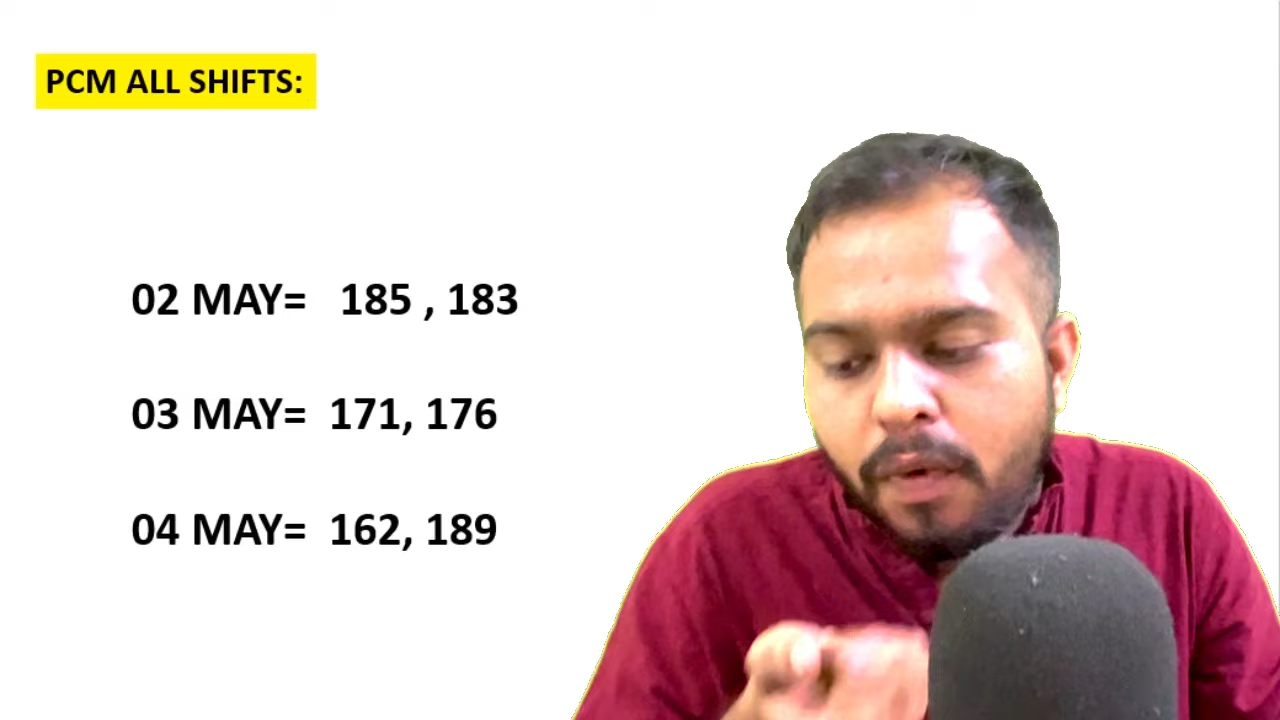 PCM ALL SHIFTS:
02 MAY= 185 , 183
03 MAY= 171, 176
04 MAY= 162, 189